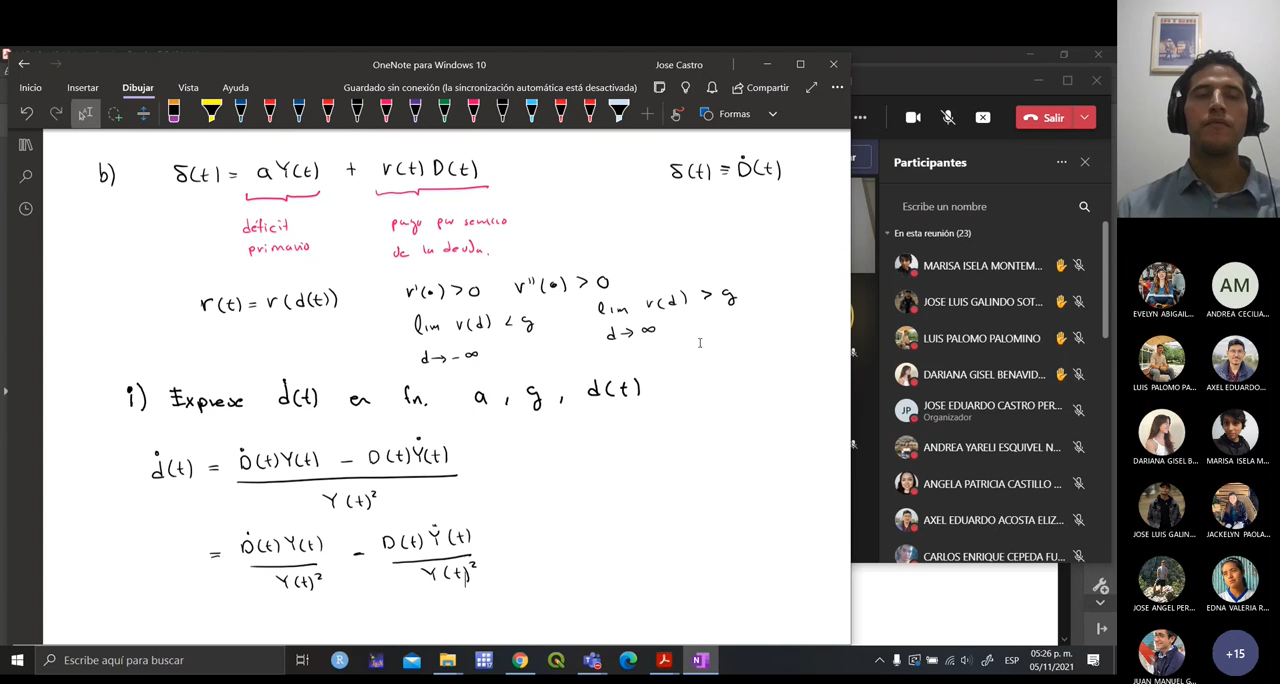 OneNote para Windows 10
Jose Castro
Inicio
Insertar
Dibujar
Vista
Ayuda
Guardado sin conexión (la sincronización automática está desactivada)
Compartir
Formas
b) δ(t) = a Y(t) + r(t) D(t)
δ(t) ≡ Ḋ(t)
déficit primario
pago por servicio de la deuda.
r(t) = r(d(t))
r'(•) > 0 r''(•) > 0
lim r(d) < g
d → -∞
lim r(d) > g
d → ∞
i) Exprese ḋ(t) en fn. a, g, d(t)
ḋ(t) = Ḋ(t)Y(t) - D(t)Ẏ(t)
Y(t)²
= Ḋ(t)Y(t) - D(t)Ẏ(t)
Y(t)² Y(t)²
Salir
Participantes
Escribe un nombre
En esta reunión (23)
MARISA ISELA MONTEM...
JOSE LUIS GALINDO SOT...
LUIS PALOMO PALOMINO
DARIANA GISEL BENAVID...
JP
JOSE EDUARDO CASTRO PER...
Organizador
ANDREA YARELI ESQUIVEL N...
ANGELA PATRICIA CASTILLO ...
AXEL EDUARDO ACOSTA ELIZ...
CARLOS ENRIQUE CEPEDA FU...
EVELYN ABIGAIL...
AC
ANDREA CECILIA...
LUIS PALOMO PA...
AXEL EDUARDO ...
DARIANA GISEL B...
MARISA ISELA M...
JOSE LUIS GALIN...
JACKELYN PAOLA...
JOSE ANGEL PER...
EDNA VALERIA R...
JUAN MANUEL G...
+15
Escribe aquí para buscar
ESP
05:26 p. m.
05/11/2021